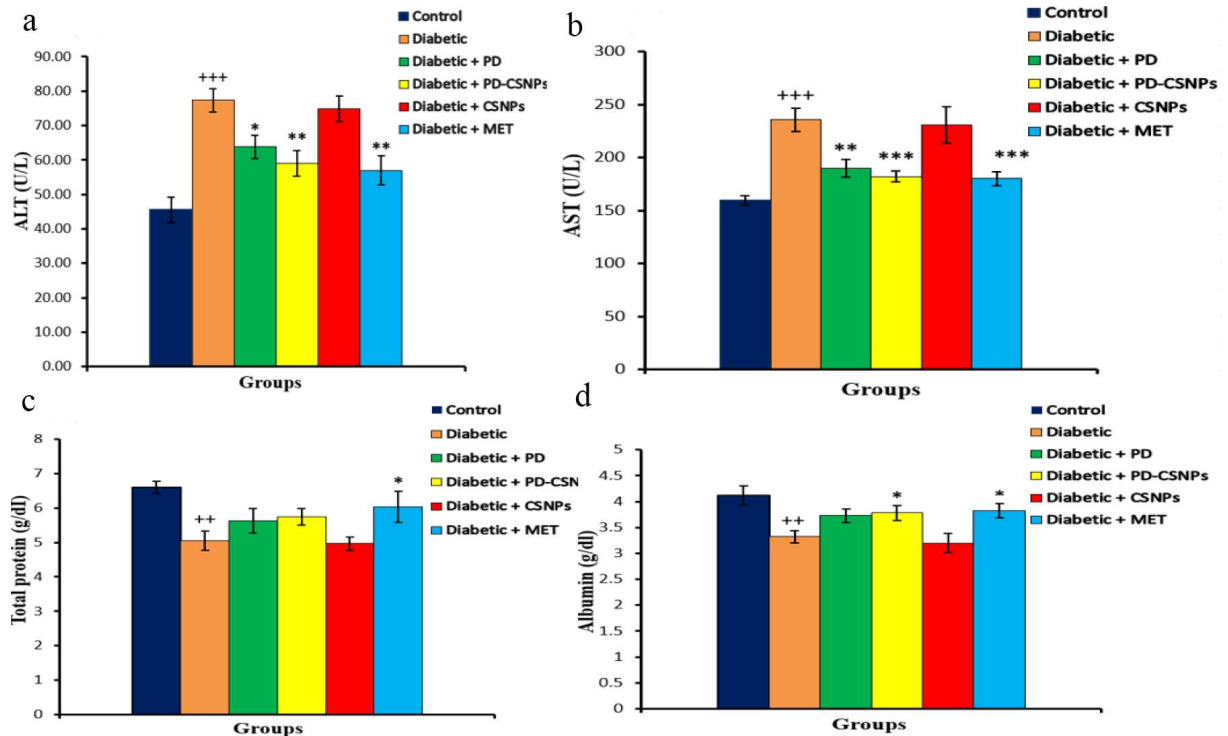 a
Control
Diabetic
Diabetic + PD
Diabetic + PD-CSNPs
Diabetic + CSNPs
Diabetic + MET
ALT (U/L)
90.00
80.00
70.00
60.00
50.00
40.00
30.00
20.00
10.00
0.00
+++
*
**
**
Groups
b
Control
Diabetic
Diabetic + PD
Diabetic + PD-CSNPs
Diabetic + CSNPs
Diabetic + MET
AST (U/L)
300
250
200
150
100
50
0
+++
**
***
***
Groups
c
Control
Diabetic
Diabetic + PD
Diabetic + PD-CSN
Diabetic + CSNPs
Diabetic + MET
Total protein (g/dl)
8
7
6
5
4
3
2
1
0
++
*
Groups
d
Control
Diabetic
Diabetic + PD
Diabetic + PD-CSNPs
Diabetic + CSNPs
Diabetic + MET
Albumin (g/dl)
5
4.5
4
3.5
3
2.5
2
1.5
1
0.5
0
++
*
*
Groups